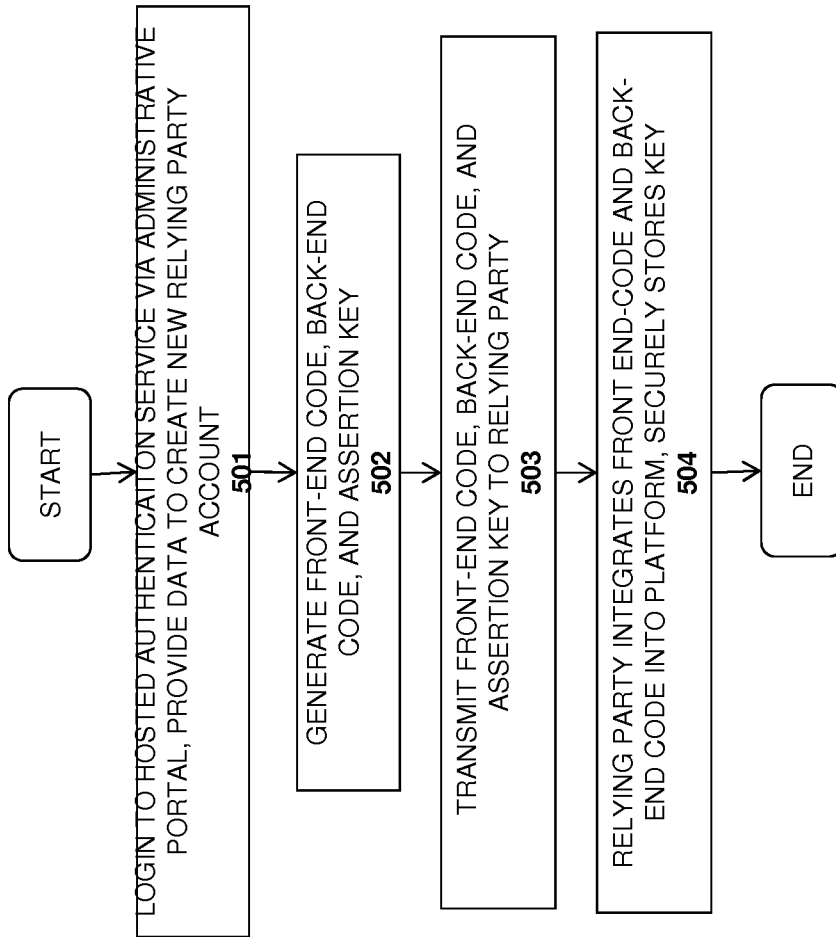 START
LOGIN TO HOSTED AUTHENTICAITON SERVICE VIA ADMINISTRATIVE
PORTAL, PROVIDE DATA TO CREATE NEW RELYING PARTY
ACCOUNT
501
GENERATE FRONT-END CODE, BACK-END
CODE, AND ASSERTION KEY
502
TRANSMIT FRONT-END CODE, BACK-END CODE, AND
ASSERTION KEY TO RELYING PARTY
503
RELYING PARTY INTEGRATES FRONT END-CODE AND BACK-
END CODE INTO PLATFORM, SECURELY STORES KEY
504
END